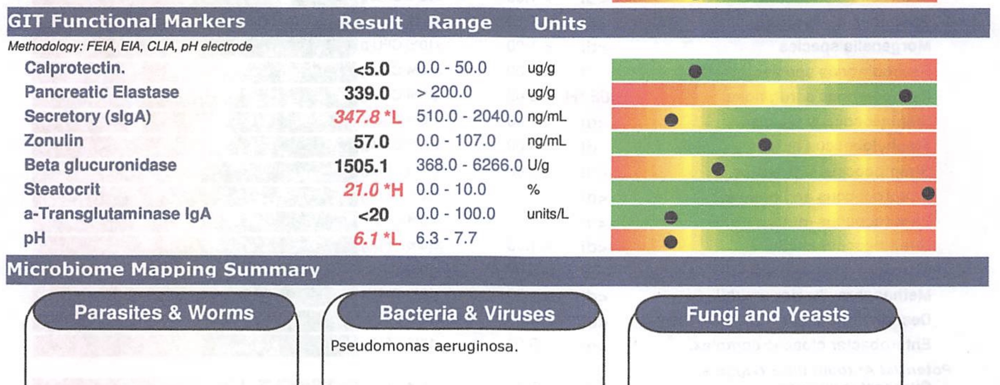 GIT Functional Markers Result Range Units
Methodology: FEIA, EIA, CLIA, pH electrode
Calprotectin. <5.0 0.0 - 50.0 ug/g
Pancreatic Elastase 339.0 > 200.0 ug/g
Secretory (sIgA) 347.8 *L 510.0 - 2040.0 ng/mL
Zonulin 57.0 0.0 - 107.0 ng/mL
Beta glucuronidase 1505.1 368.0 - 6266.0 U/g
Steatocrit 21.0 *H 0.0 - 10.0 %
a-Transglutaminase IgA <20 0.0 - 100.0 units/L
pH 6.1 *L 6.3 - 7.7
Microbiome Mapping Summary
Parasites & Worms Bacteria & Viruses Fungi and Yeasts
Pseudomonas aeruginosa.